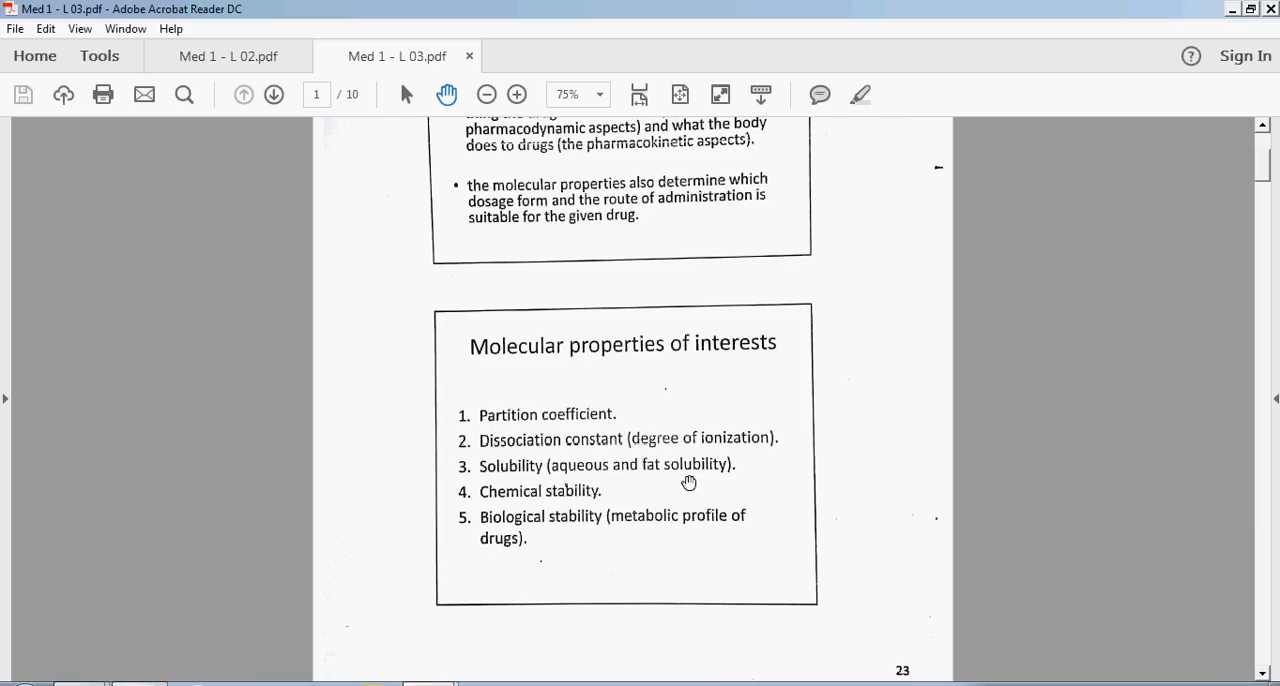 Med 1 - L 03.pdf - Adobe Acrobat Reader DC
File Edit View Window Help
Home Tools Med 1 - L 02.pdf Med 1 - L 03.pdf × ? Sign In
1 / 10 75%
pharmacodynamic aspects) and what the body
does to drugs (the pharmacokinetic aspects).
• the molecular properties also determine which
dosage form and the route of administration is
suitable for the given drug.
Molecular properties of interests
1. Partition coefficient.
2. Dissociation constant (degree of ionization).
3. Solubility (aqueous and fat solubility).
4. Chemical stability.
5. Biological stability (metabolic profile of
drugs).
23